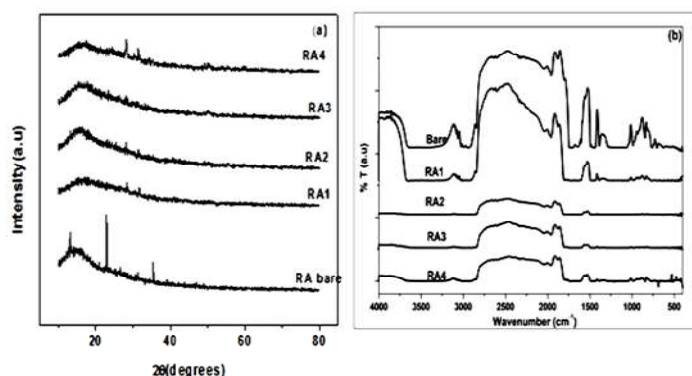 (a)
RA4
RA3
RA2
RA1
RA bare
Intensity (a.u)
20 40 60 80
2θ(degrees)
(b)
Bare
RA1
RA2
RA3
RA4
% T (a.u)
4000 3500 3000 2500 2000 1500 1000 500
Wavenumber (cm⁻¹)